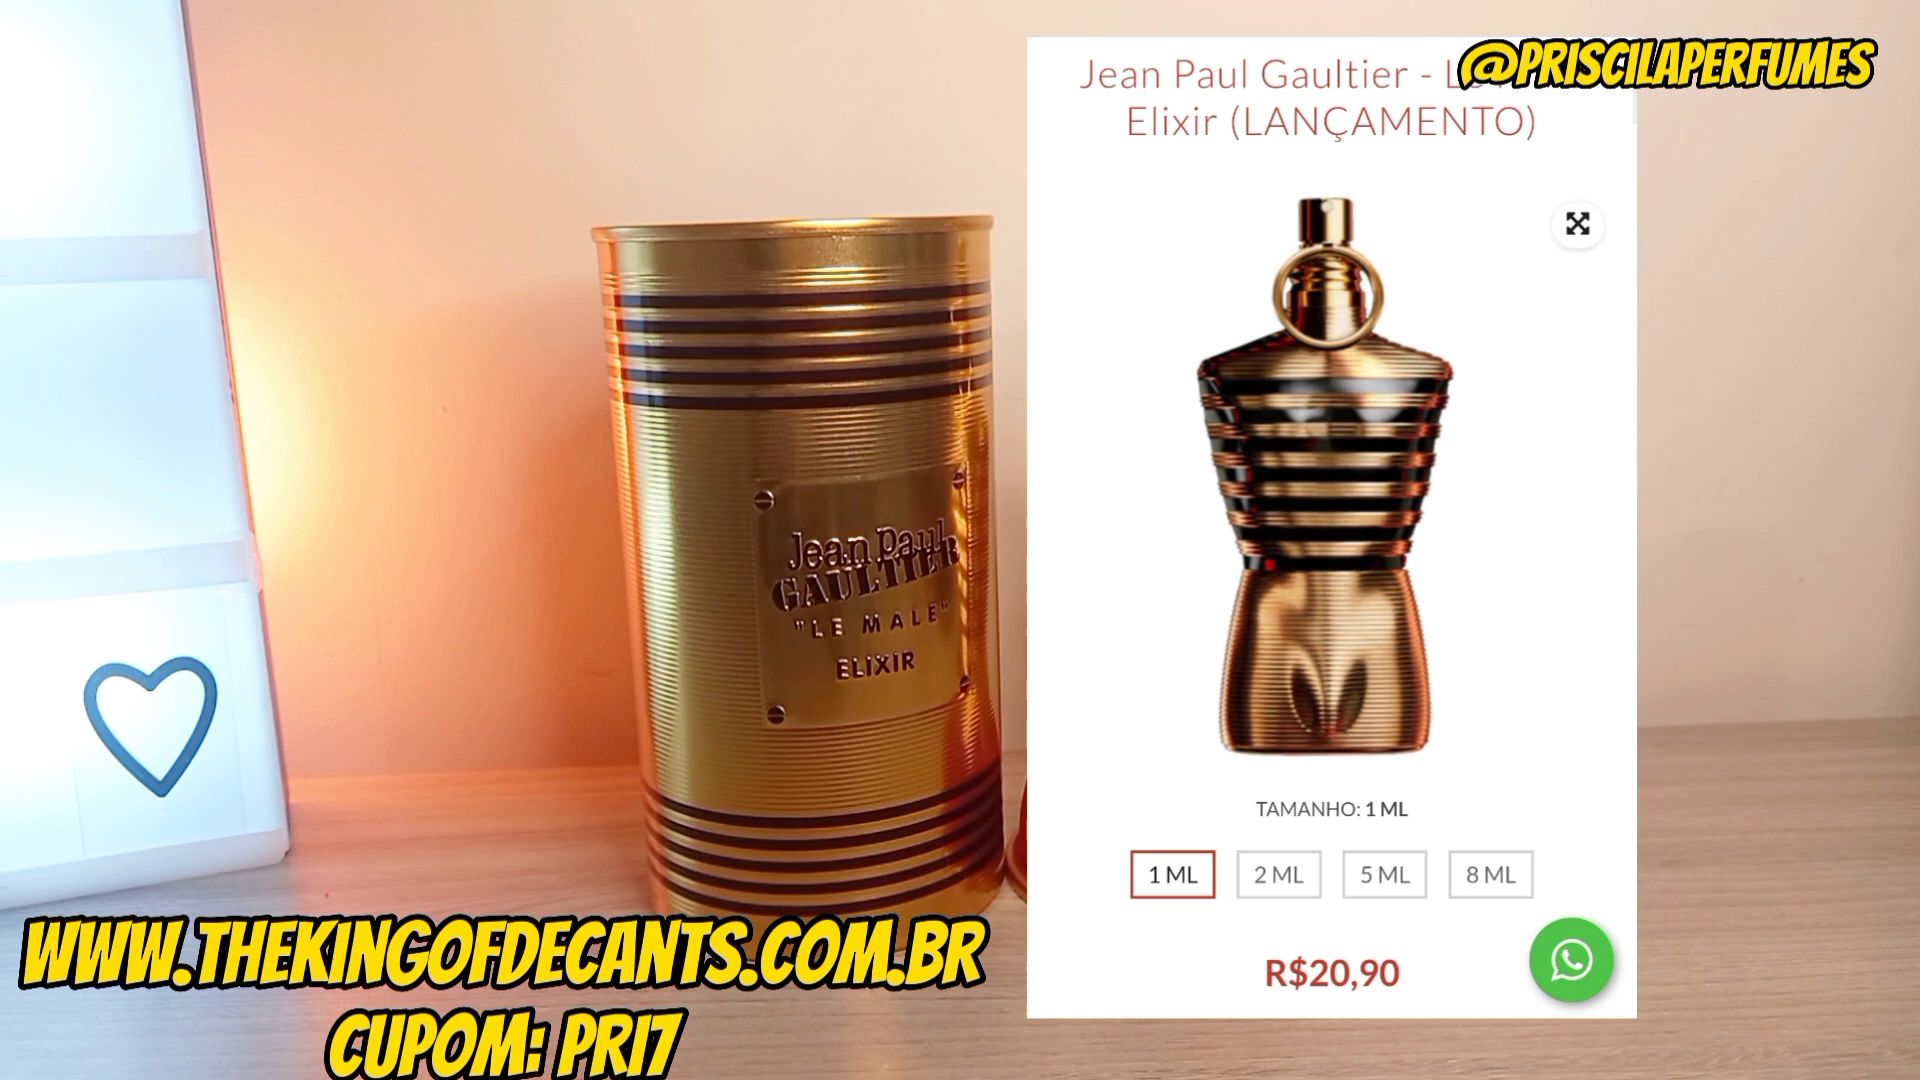 @PRISCILAPERFUMES
Jean Paul Gaultier -
Elixir (LANÇAMENTO)
Jean Paul
GAULTIER
"LE MALE"
ELIXIR
TAMANHO: 1 ML
1 ML 2 ML 5 ML 8 ML
R$20,90
WWW.THEKINGOFDECANTS.COM.BR
CUPOM: PRI7